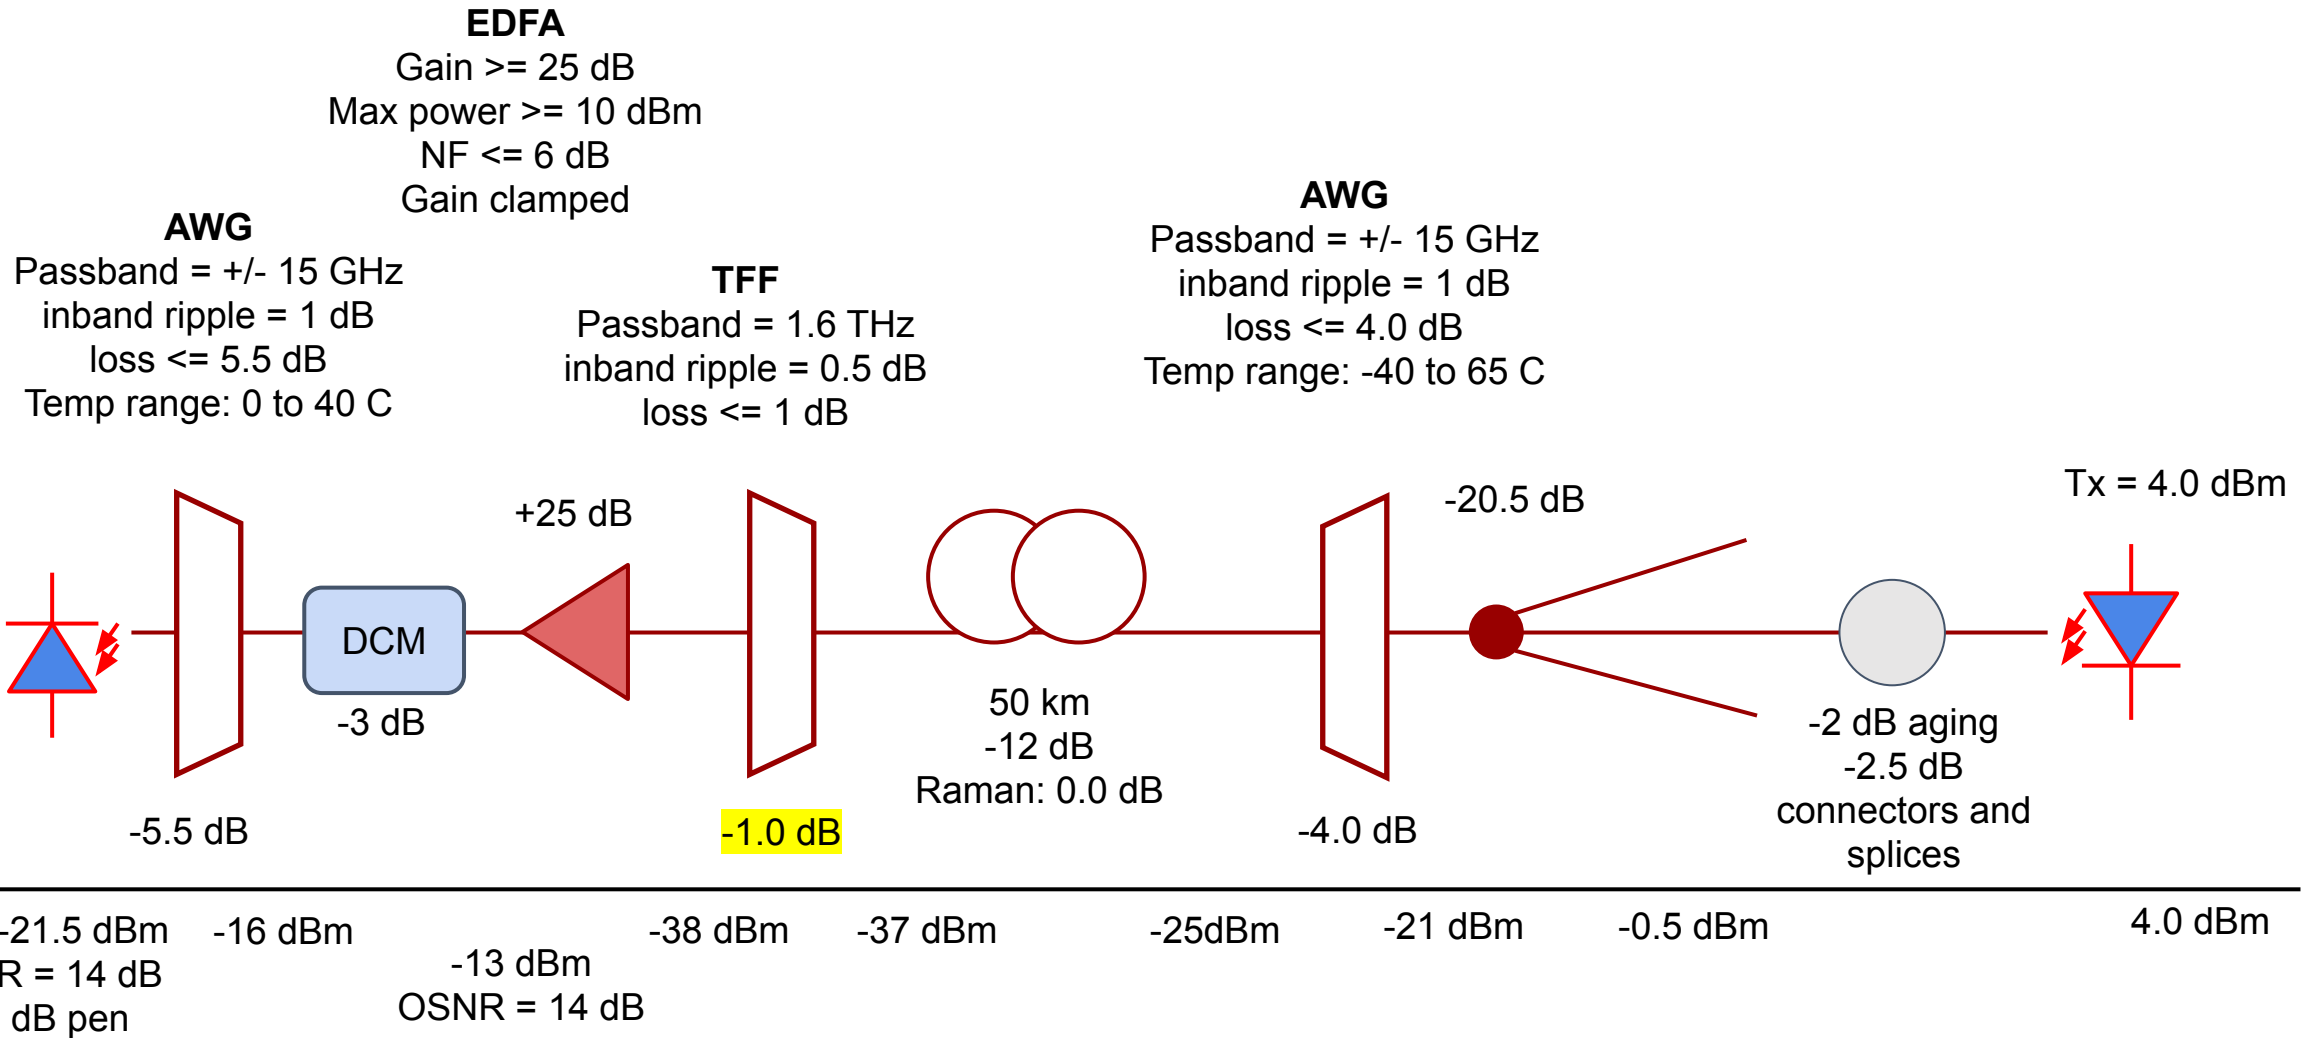 EDFA
Gain >= 25 dB
Max power >= 10 dBm
NF <= 6 dB
Gain clamped
AWG
Passband = +/- 15 GHz
inband ripple = 1 dB
loss <= 5.5 dB
Temp range: 0 to 40 C
TFF
Passband = 1.6 THz
inband ripple = 0.5 dB
loss <= 1 dB
AWG
Passband = +/- 15 GHz
inband ripple = 1 dB
loss <= 4.0 dB
Temp range: -40 to 65 C
+25 dB
-20.5 dB
Tx = 4.0 dBm
DCM
-3 dB
50 km
-12 dB
Raman: 0.0 dB
-2 dB aging
-2.5 dB
connectors and
splices
-5.5 dB
-1.0 dB
-4.0 dB
-21.5 dBm
R = 14 dB
dB pen
-16 dBm
-13 dBm
OSNR = 14 dB
-38 dBm
-37 dBm
-25dBm
-21 dBm
-0.5 dBm
4.0 dBm